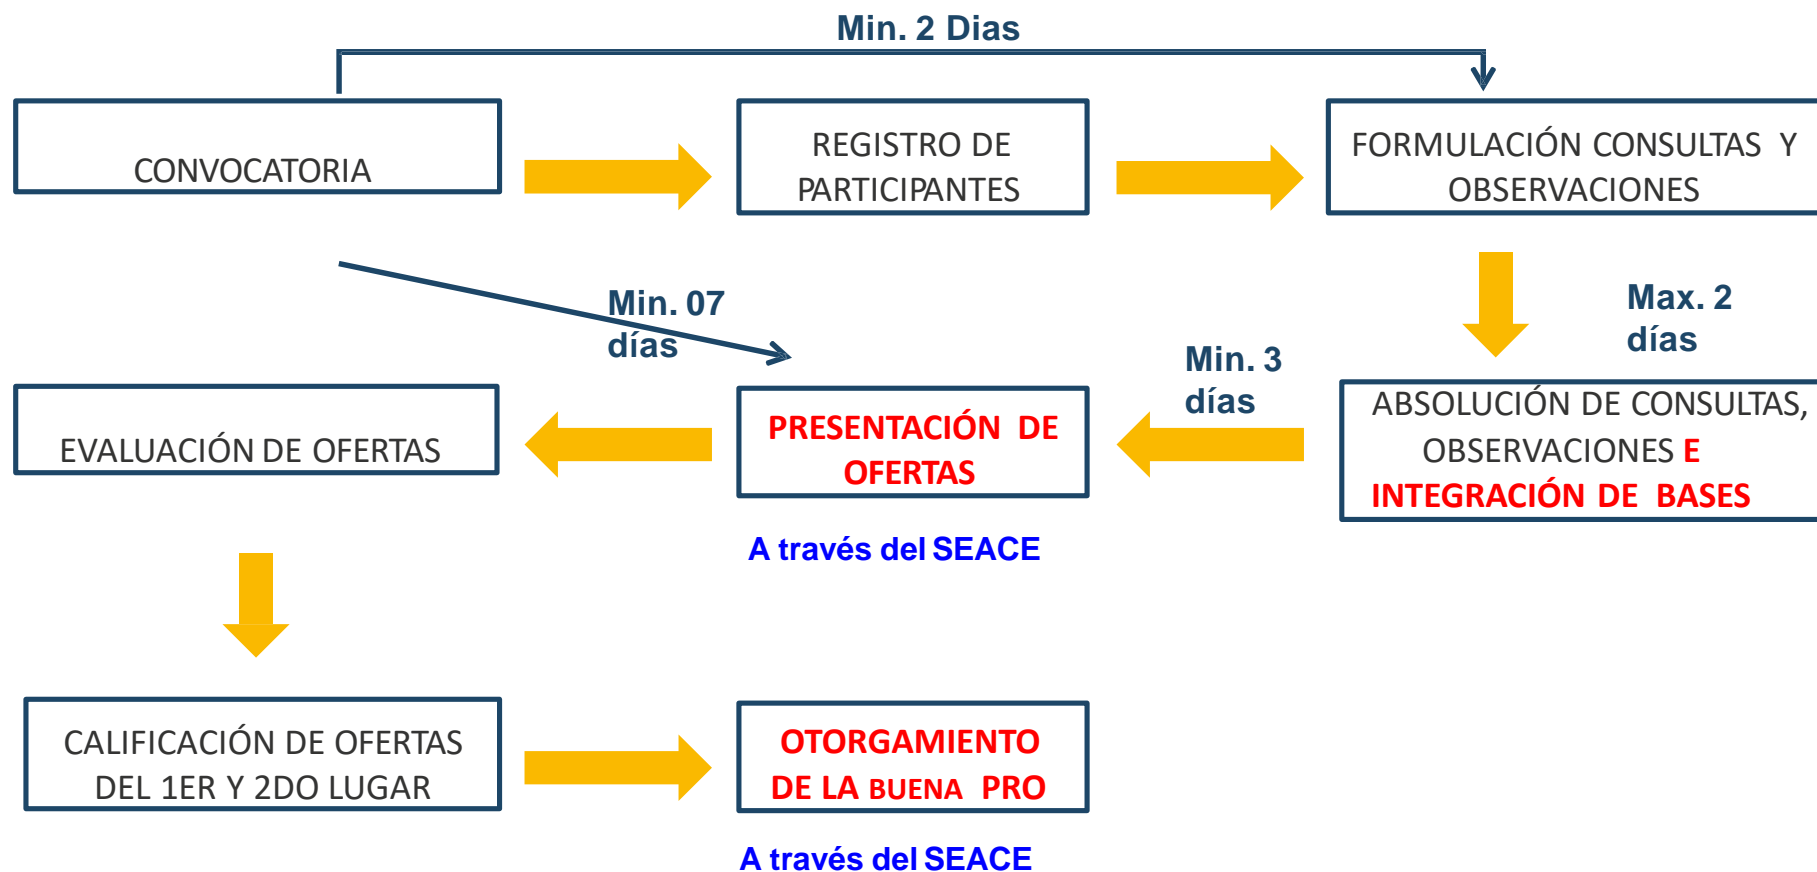 Min. 2 Dias
CONVOCATORIA
REGISTRO DE
PARTICIPANTES
FORMULACIÓN CONSULTAS Y
OBSERVACIONES
Min. 07
días
Max. 2
días
Min. 3
días
EVALUACIÓN DE OFERTAS
PRESENTACIÓN DE
OFERTAS
ABSOLUCIÓN DE CONSULTAS,
OBSERVACIONES E
INTEGRACIÓN DE BASES
A través del SEACE
CALIFICACIÓN DE OFERTAS
DEL 1ER Y 2DO LUGAR
OTORGAMIENTO
DE LA BUENA PRO
A través del SEACE